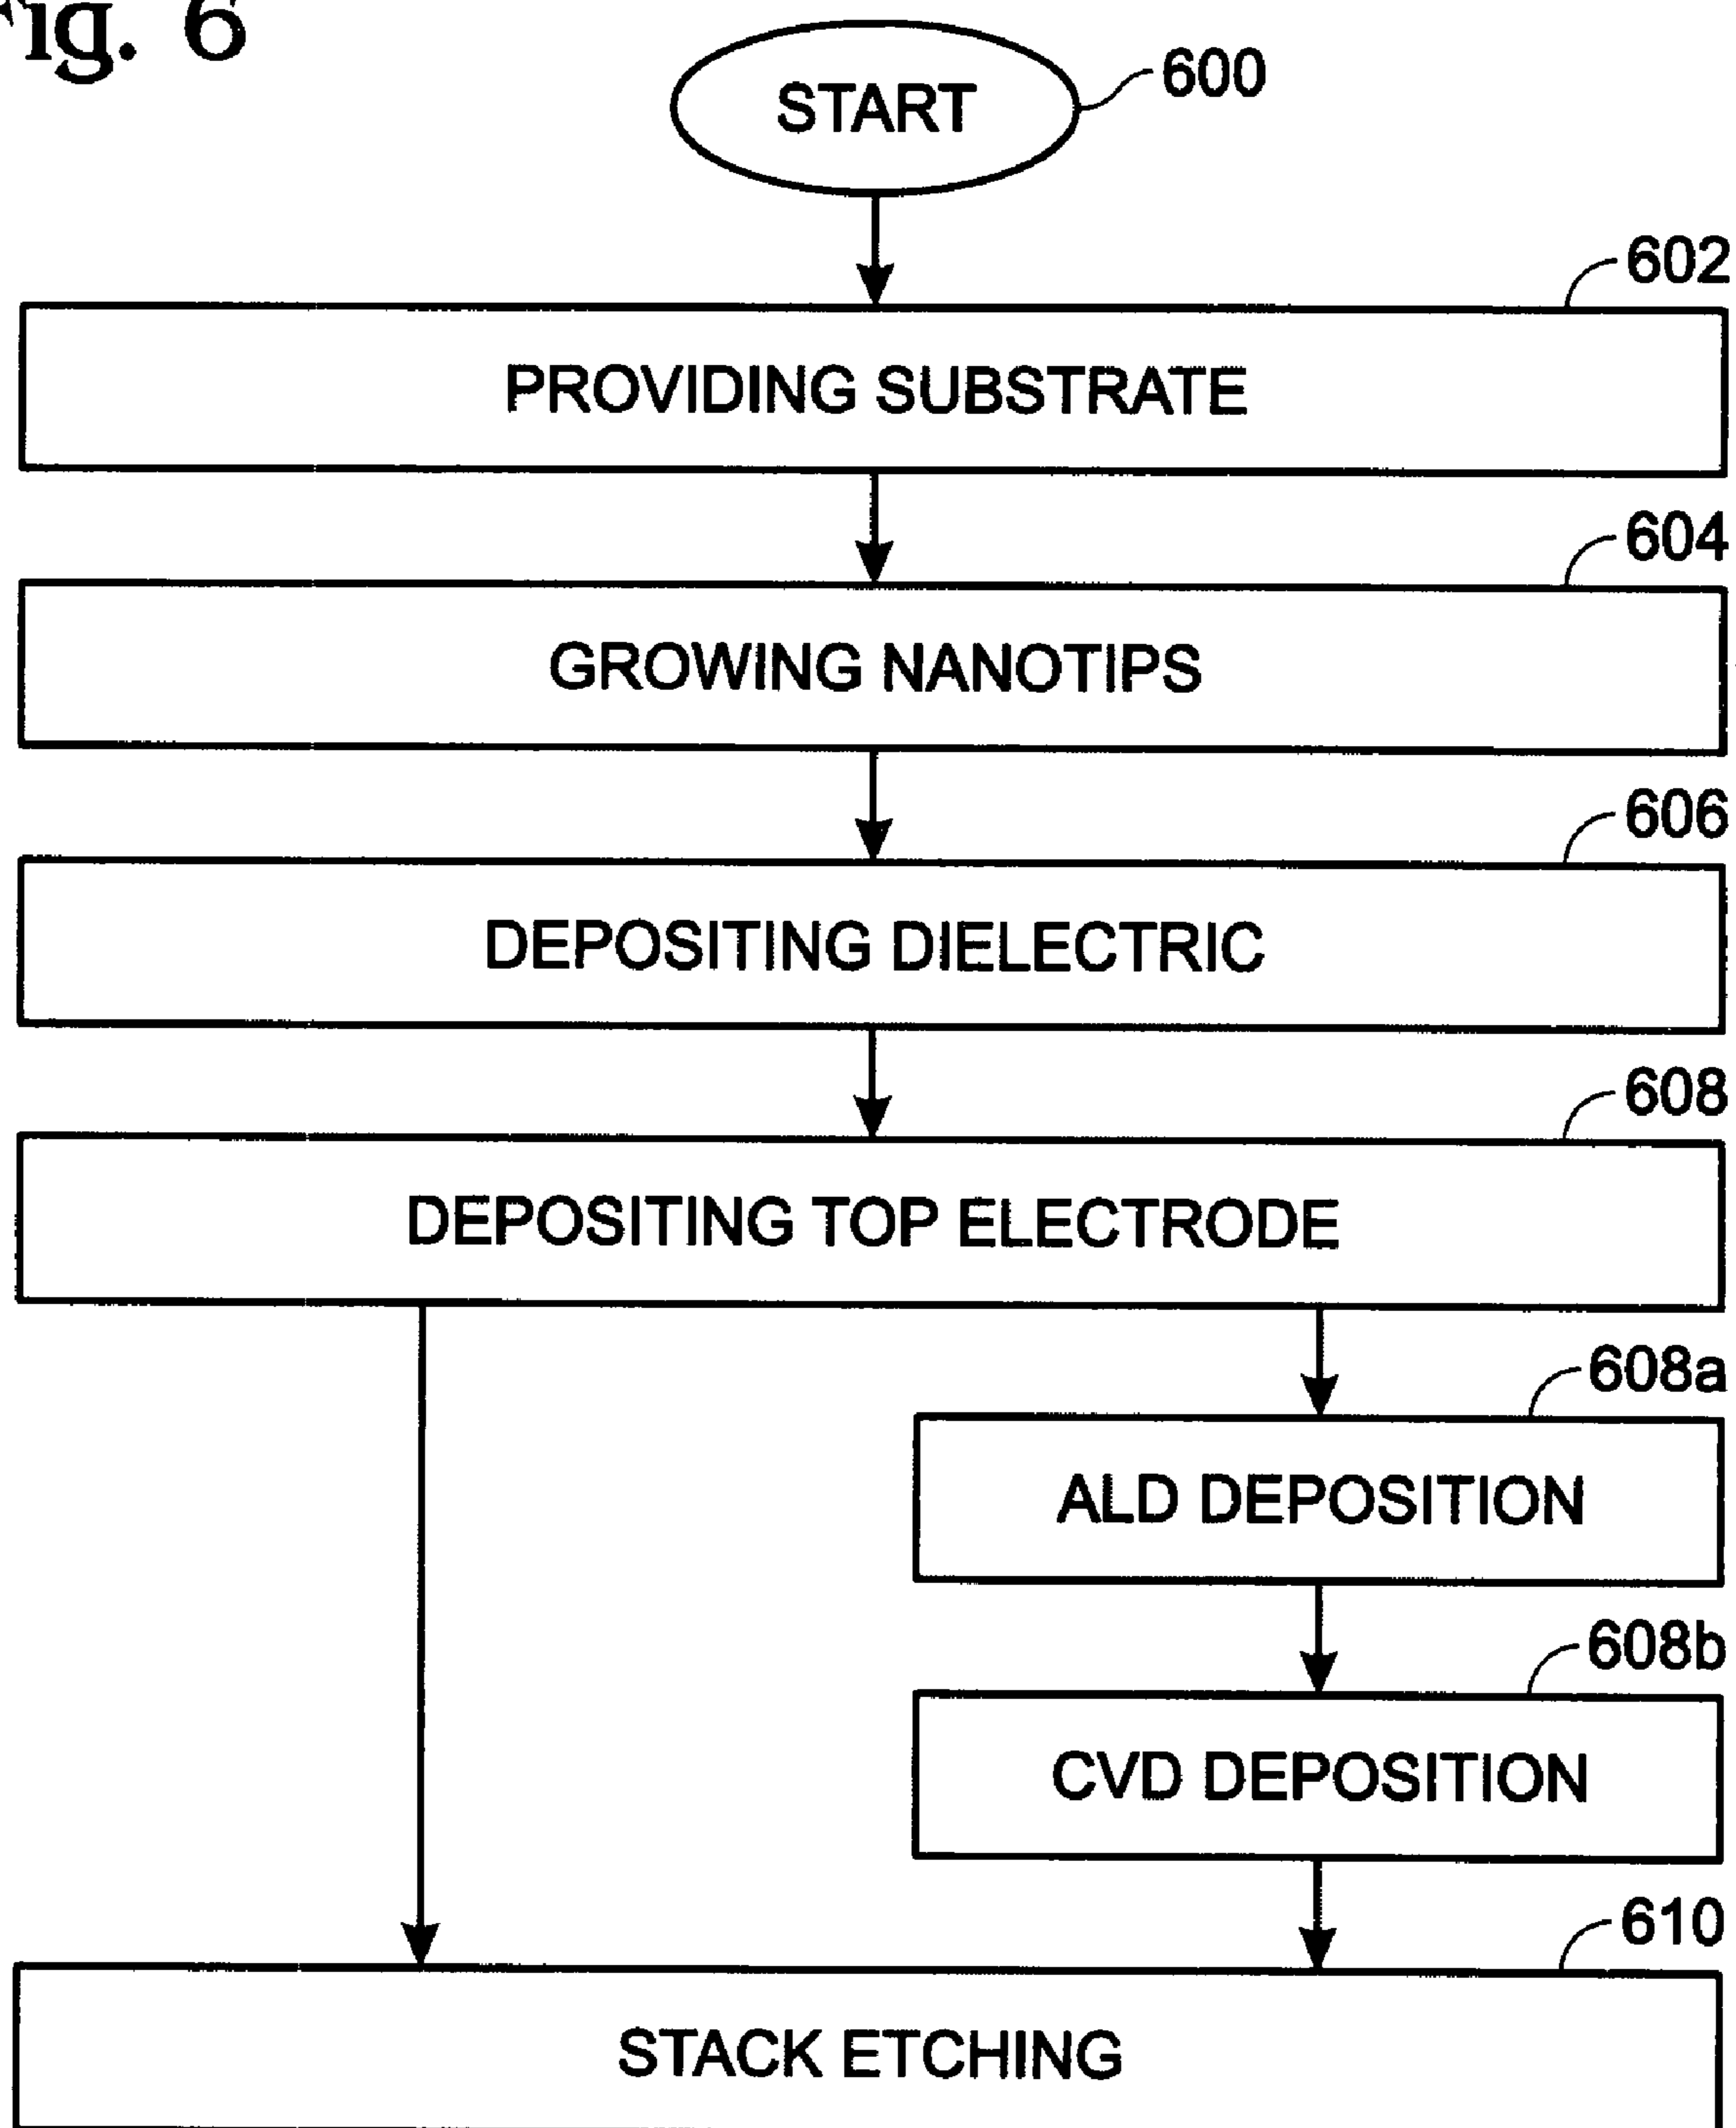 Fig. 6
START
600
602
PROVIDING SUBSTRATE
604
GROWING NANOTIPS
606
DEPOSITING DIELECTRIC
608
DEPOSITING TOP ELECTRODE
608a
ALD DEPOSITION
608b
CVD DEPOSITION
610
STACK ETCHING